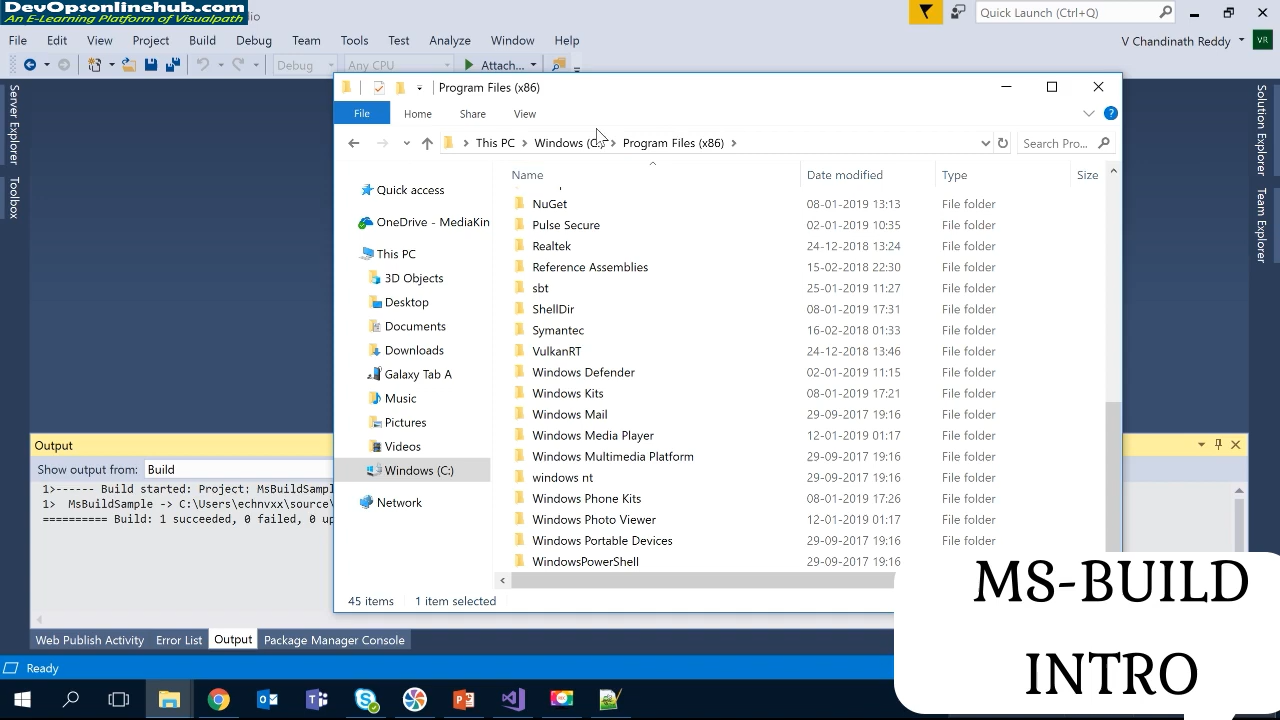 DevOpsonlinehub.com
An E-Learning Platform of Visualpath
Quick Launch (Ctrl+Q)
File Edit View Project Build Debug Team Tools Test Analyze Window Help
V Chandinath Reddy VR
Debug Any CPU Attach...
Program Files (x86)
File Home Share View
This PC Windows (C:) Program Files (x86)
Search Pro...
Name Date modified Type Size
NuGet 08-01-2019 13:13 File folder
Pulse Secure 02-01-2019 10:35 File folder
Realtek 24-12-2018 13:24 File folder
Reference Assemblies 15-02-2018 22:30 File folder
sbt 25-01-2019 11:27 File folder
ShellDir 08-01-2019 17:31 File folder
Symantec 16-02-2018 01:33 File folder
VulkanRT 24-12-2018 13:46 File folder
Windows Defender 02-01-2019 11:15 File folder
Windows Kits 08-01-2019 17:21 File folder
Windows Mail 29-09-2017 19:16 File folder
Windows Media Player 12-01-2019 01:17 File folder
Windows Multimedia Platform 29-09-2017 19:16 File folder
windows nt 29-09-2017 19:16 File folder
Windows Phone Kits 08-01-2019 17:26 File folder
Windows Photo Viewer 12-01-2019 01:17 File folder
Windows Portable Devices 29-09-2017 19:16 File folder
WindowsPowerShell 29-09-2017 19:16
Quick access
OneDrive - MediaKin
This PC
3D Objects
Desktop
Documents
Downloads
Galaxy Tab A
Music
Pictures
Videos
Windows (C:)
Network
45 items 1 item selected
Server Explorer
Toolbox
Solution Explorer
Team Explorer
Output
Show output from: Build
1>------ Build started: Project: MsBuildSamp
1> MsBuildSample -> C:\Users\echnvxx\source\
========== Build: 1 succeeded, 0 failed, 0 up
Web Publish Activity Error List Output Package Manager Console
Ready
MS-BUILD
INTRO